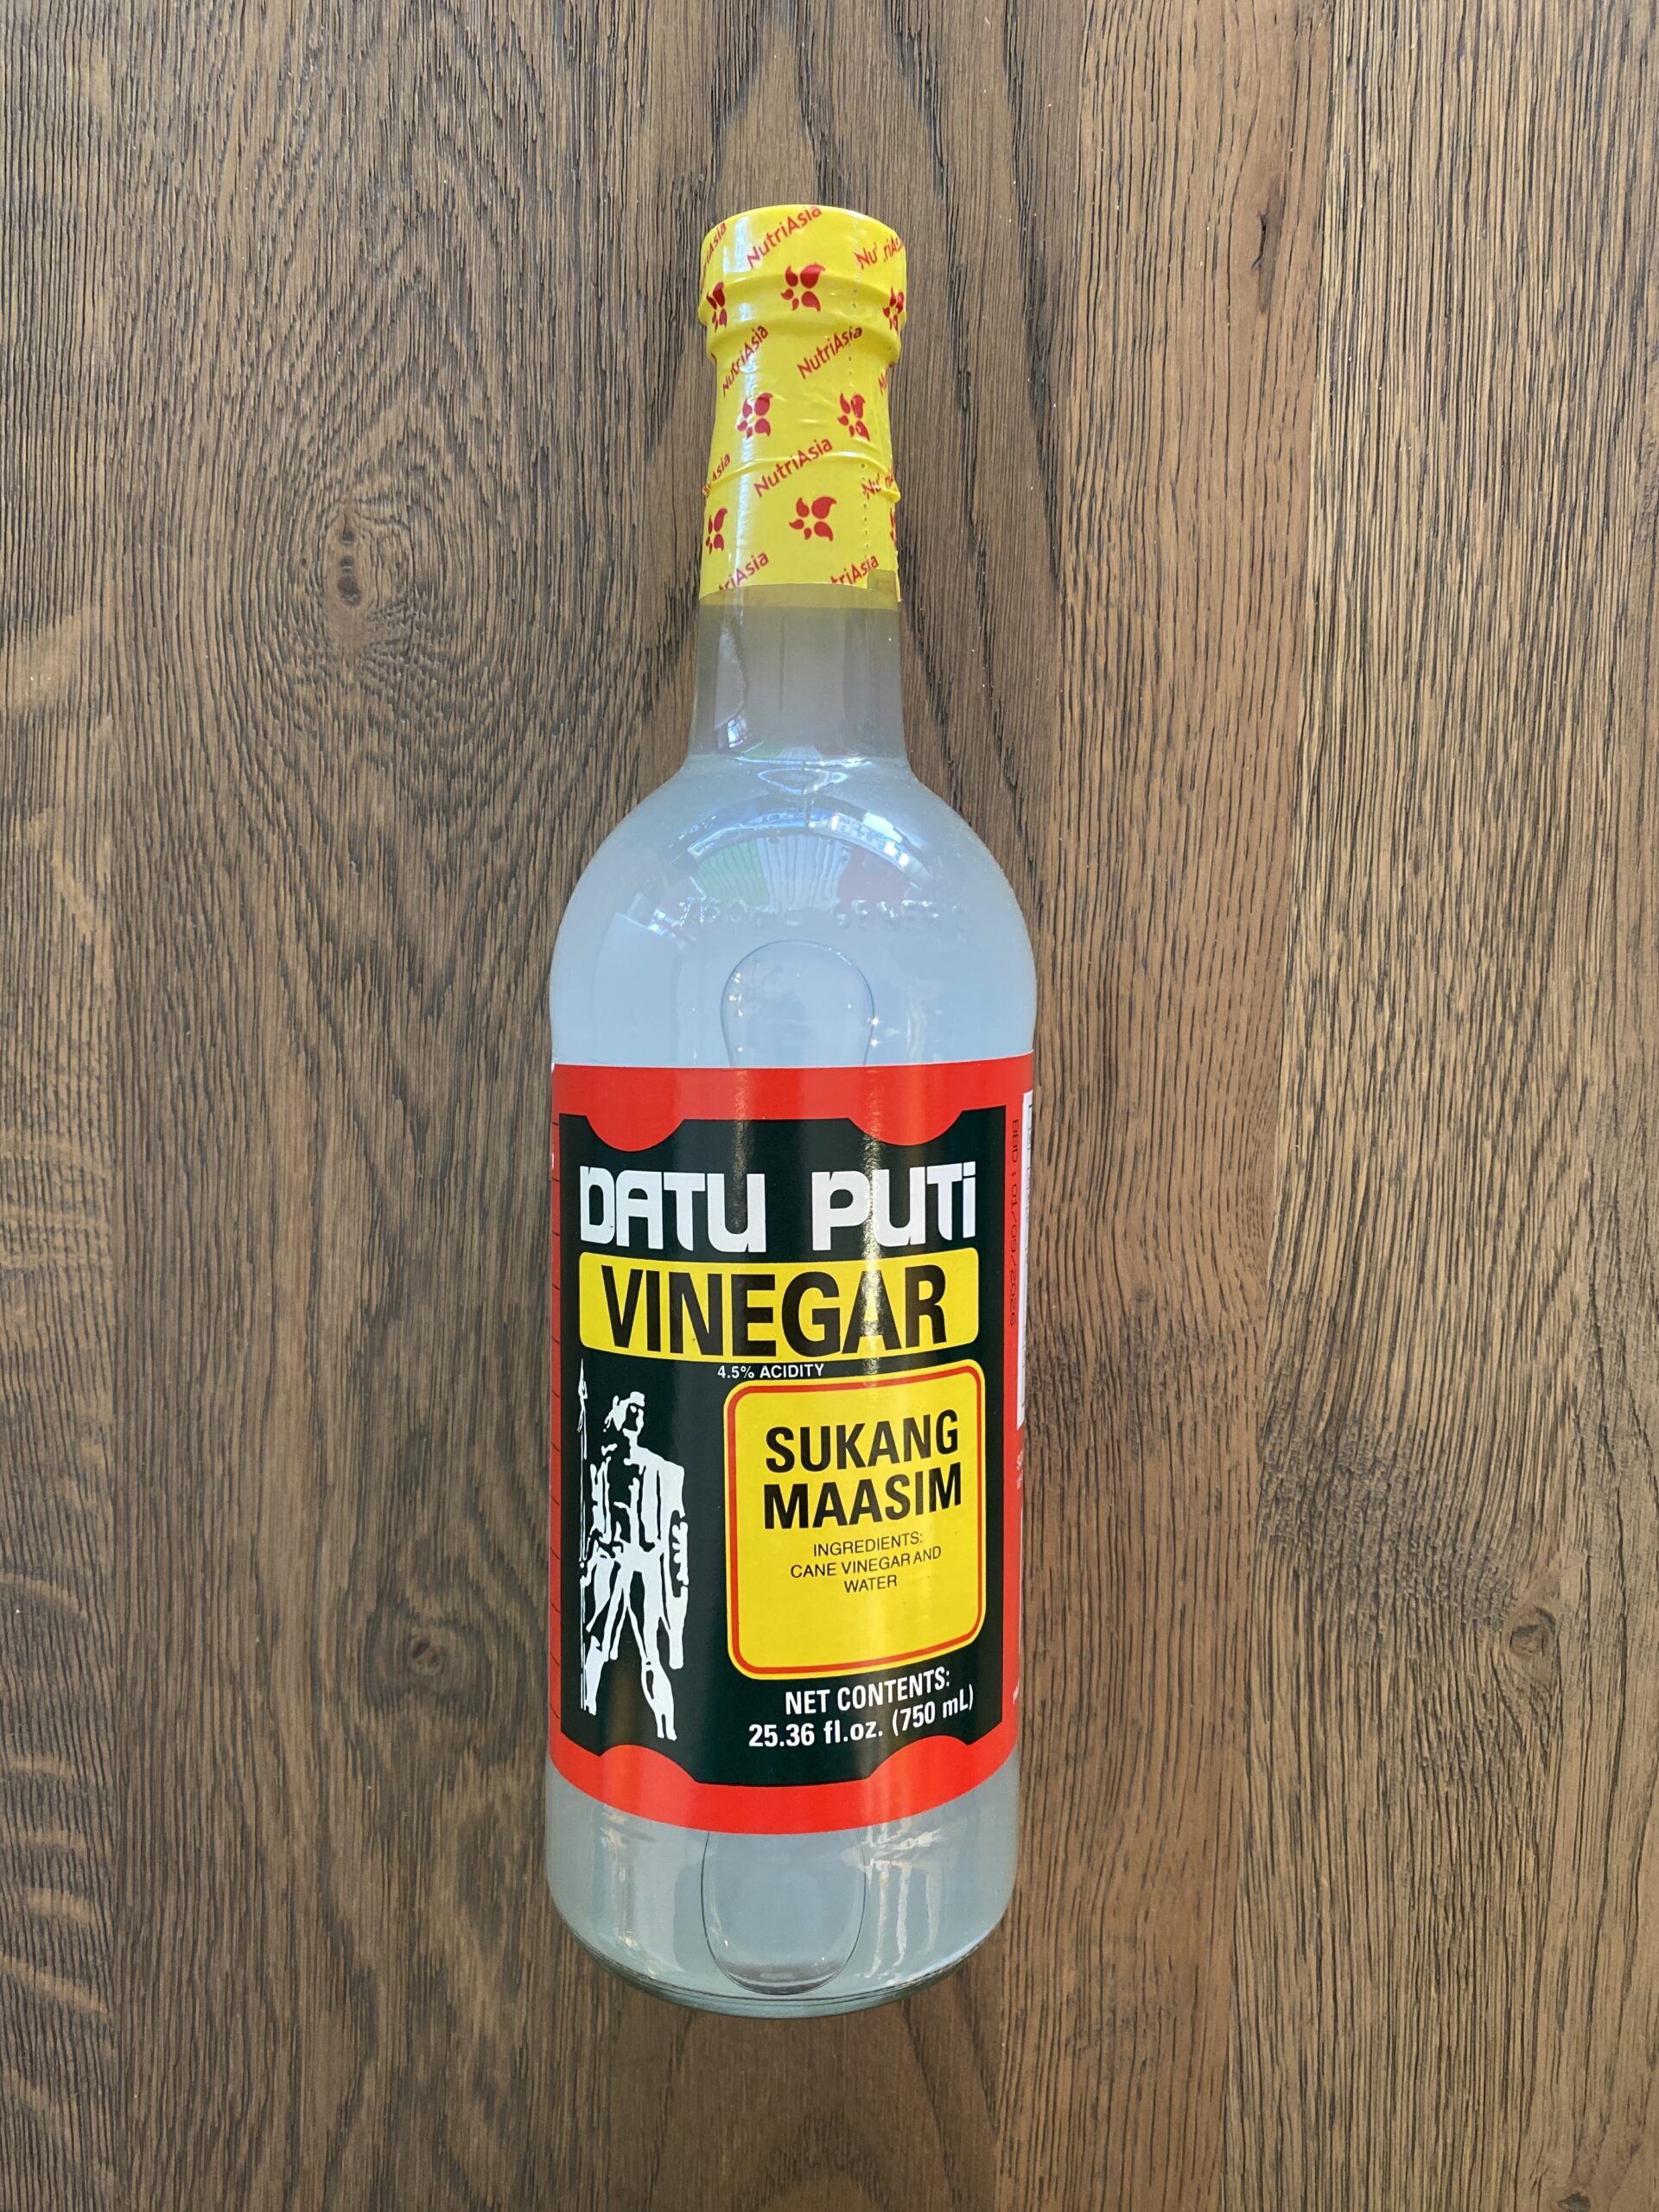 NutriAsia
NutriAsia
NutriAsia
NutriAsia
DATU PUTi
VINEGAR
4.5% ACIDITY
SUKANG
MAASIM
INGREDIENTS:
CANE VINEGAR AND
WATER
NET CONTENTS:
25.36 fl.oz. (750 mL)